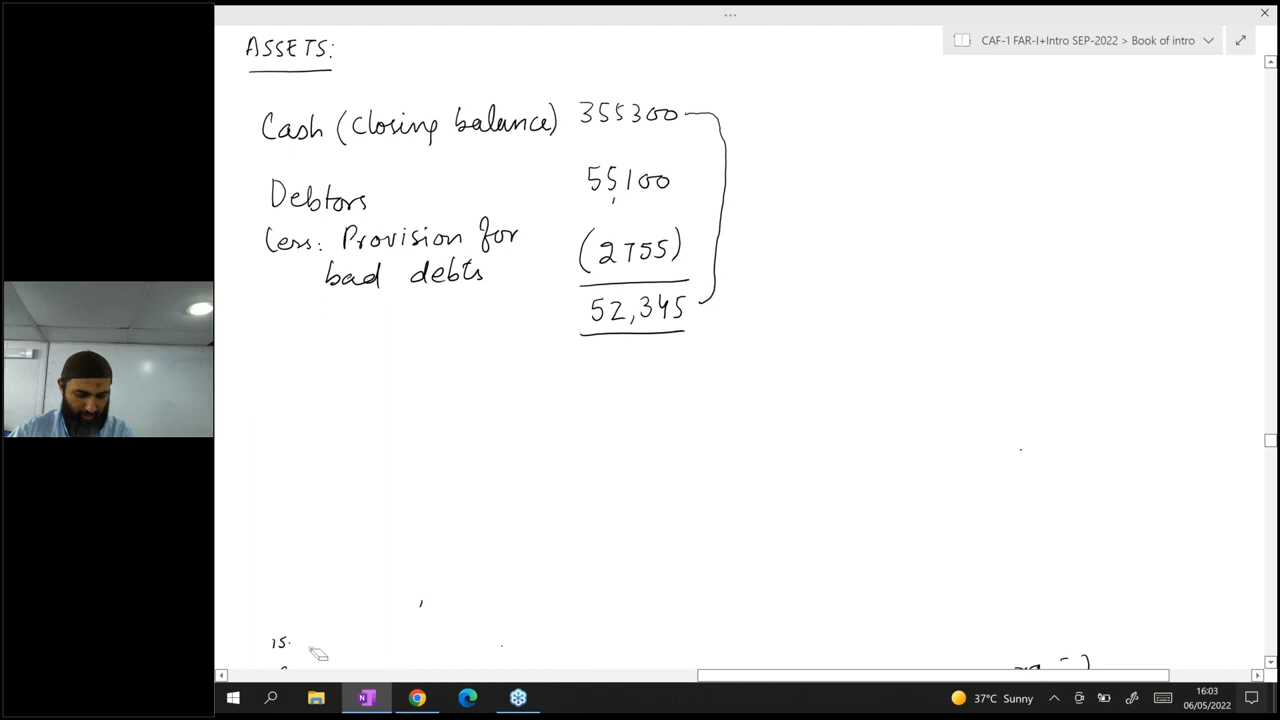 CAF-1 FAR-I+Intro SEP-2022 > Book of intro
ASSETS:
Cash (closing balance) 355300
Debtors 55100
Less: Provision for
bad debts (2755)
52,345
15.
37°C Sunny
16:03
06/05/2022